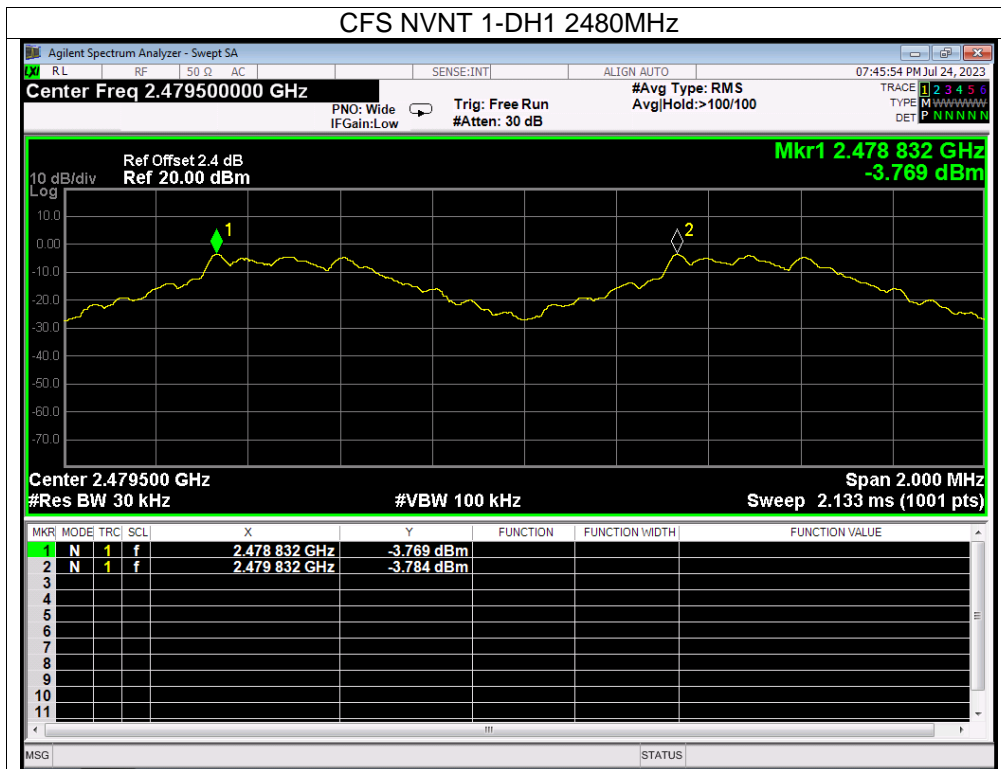 CFS NVNT 1-DH1 2480MHz
Agilent Spectrum Analyzer - Swept SA
LXI RL RF 50 Ω AC SENSE:INT ALIGN AUTO 07:45:54 PM Jul 24, 2023
Center Freq 2.479500000 GHz #Avg Type: RMS TRACE 1 2 3 4 5 6
PNO: Wide Trig: Free Run Avg|Hold:>100/100 TYPE M WWWWW
IFGain:Low #Atten: 30 dB DET P N N N N N
Mkr1 2.478 832 GHz
-3.769 dBm
Ref Offset 2.4 dB
10 dB/div Ref 20.00 dBm
Log
10.0
1
2
0.00
-10.0
-20.0
-30.0
-40.0
-50.0
-60.0
-70.0
Center 2.479500 GHz Span 2.000 MHz
#Res BW 30 kHz #VBW 100 kHz Sweep 2.133 ms (1001 pts)
MKR MODE TRC SCL X Y FUNCTION FUNCTION WIDTH FUNCTION VALUE
1 N 1 f 2.478 832 GHz -3.769 dBm
2 N 1 f 2.479 832 GHz -3.784 dBm
3
4
5
6
7
8
9
10
11
MSG STATUS